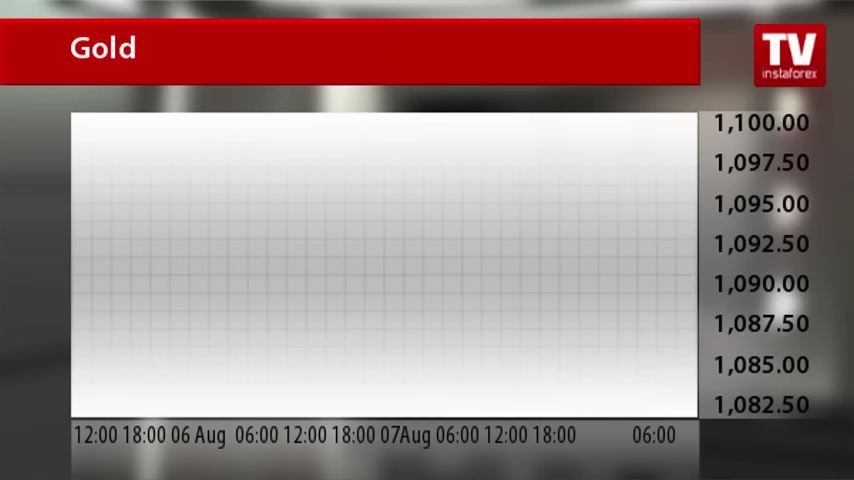 Gold
TV
instaforex
1,100.00
1,097.50
1,095.00
1,092.50
1,090.00
1,087.50
1,085.00
1,082.50
12:00 18:00 06 Aug 06:00 12:00 18:00 07Aug 06:00 12:00 18:00 06:00